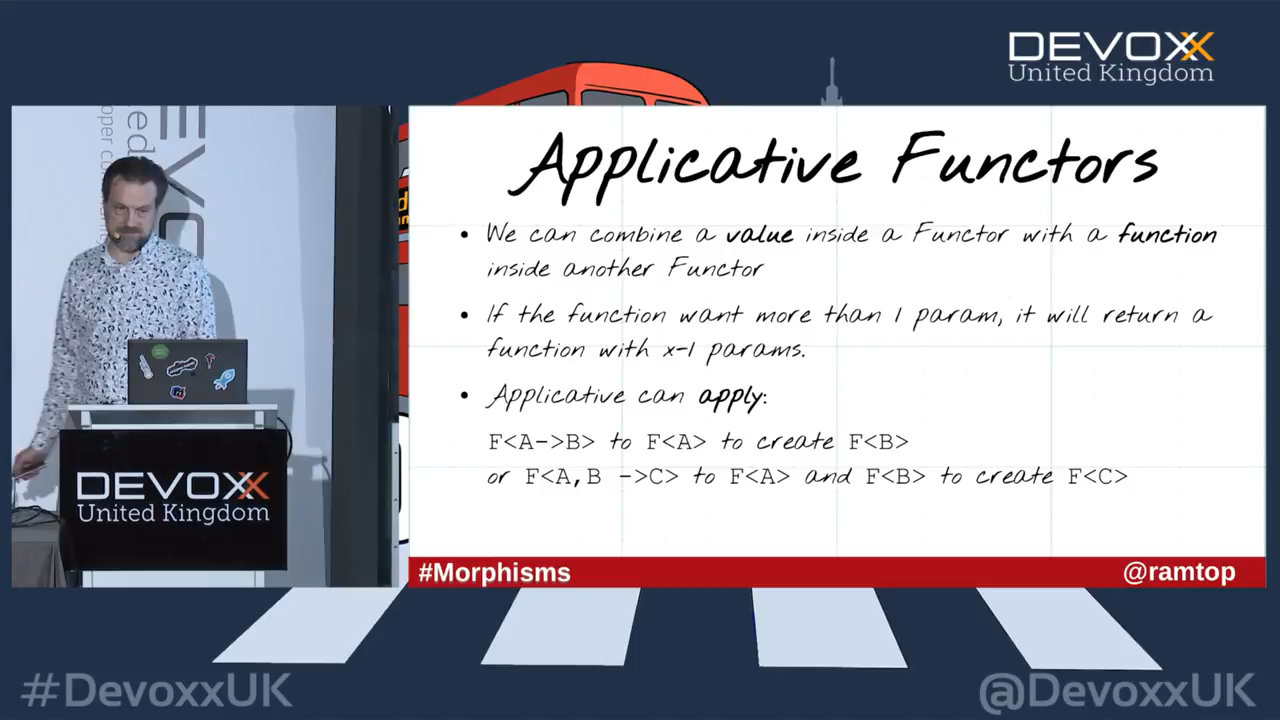 DEVOXX
United Kingdom
Applicative Functors
• We can combine a value inside a Functor with a function
inside another Functor
• If the function want more than 1 param, it will return a
function with x-1 params.
• Applicative can apply:
F<A->B> to F<A> to create F<B>
or F<A,B ->C> to F<A> and F<B> to create F<C>
#Morphisms
@ramtop
DEVOXX
United Kingdom
#DevoxxUK
@DevoxxUK